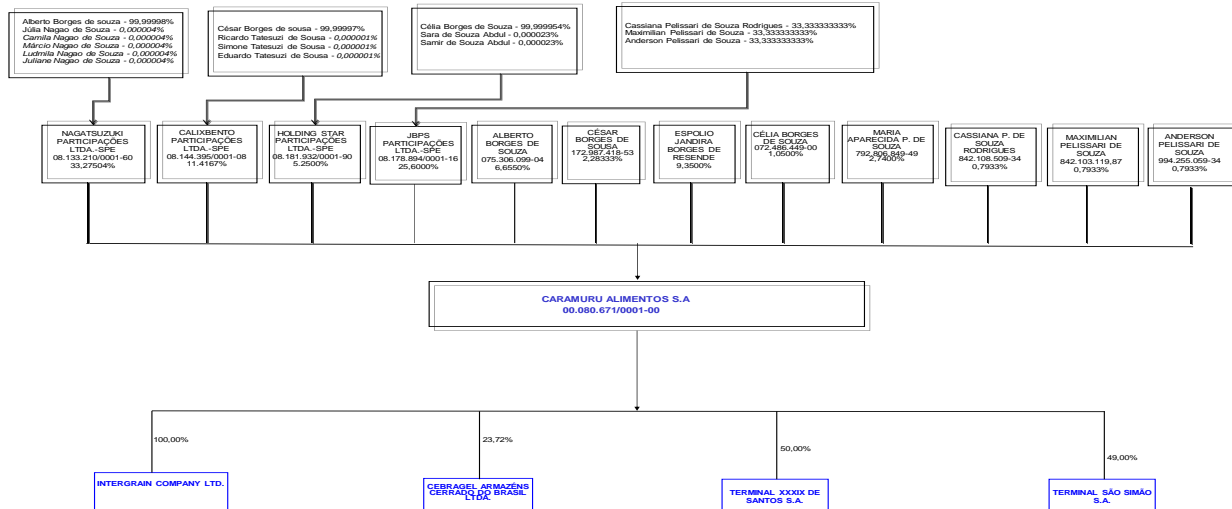 Alberto Borges de souza - 99,99998%
Júlia Nagao de Souza - 0,000004%
Camila Nagao de Souza - 0,000004%
Márcio Nagao de Souza - 0,000004%
Ludmila Nagao de Souza - 0,000004%
Juliane Nagao de Souza - 0,000004%
César Borges de sousa - 99,99997%
Ricardo Tatesuzi de Sousa - 0,000001%
Simone Tatesuzi de Sousa - 0,000001%
Eduardo Tatesuzi de Sousa - 0,000001%
Célia Borges de Souza - 99,999954%
Sara de Souza Abdul - 0,000023%
Samir de Souza Abdul - 0,000023%
Cassiana Pelissari de Souza Rodrigues - 33,333333333%
Maximilian Pelissari de Souza - 33,333333333%
Anderson Pelissari de Souza - 33,333333333%
NAGATSUZUKI
PARTICIPAÇÕES
LTDA.-SPE
08.133.210/0001-60
33,27504%
CALIXBENTO
PARTICIPAÇÕES
LTDA.-SPE
08.144.395/0001-08
11.4167%
HOLDING STAR
PARTICIPAÇÕES
LTDA.-SPE
08.181.932/0001-90
5.2500%
JBPS
PARTICIPAÇÕES
LTDA.-SPE
08.178.894/0001-16
25,6000%
ALBERTO
BORGES DE
SOUZA
075.306.099-04
6,6550%
CÉSAR
BORGES DE
SOUSA
172.987.418-53
2,28333%
ESPOLIO
JANDIRA
BORGES DE
RESENDE
9,3500%
CÉLIA BORGES
DE SOUZA
072.486.449-00
1,0500%
MARIA
APARECIDA P. DE
SOUZA
792.806.849-49
2,7400%
CASSIANA P. DE
SOUZA
RODRIGUES
842.108.509-34
0,7933%
MAXIMILIAN
PELISSARI DE
SOUZA
842.103.119,87
0,7933%
ANDERSON
PELISSARI DE
SOUZA
994.255.059-34
0,7933%
CARAMURU ALIMENTOS S.A
00.080.671/0001-00
100,00%
23,72%
50,00%
49,00%
INTERGRAIN COMPANY LTD.
CEBRAGEL ARMAZÉNS
CERRADO DO BRASIL
LTDA.
TERMINAL XXXIX DE
SANTOS S.A.
TERMINAL SÃO SIMÃO
S.A.